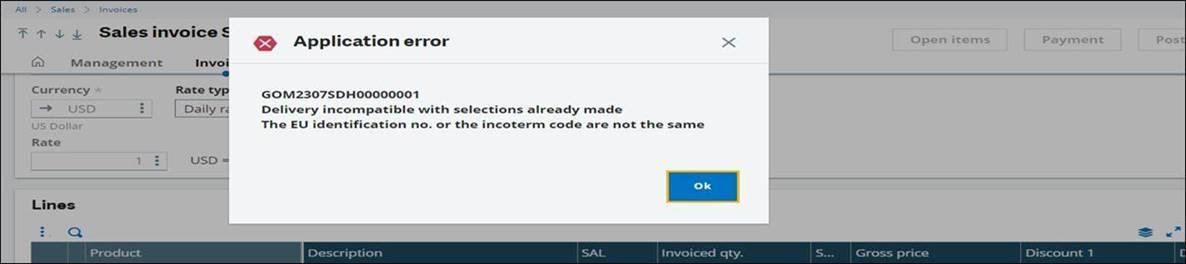 All > Sales > Invoices
Sales invoice S
Application error
Open items
Payment
Post
Management
Invoi
Currency *
Rate typ
USD
Daily ra
US Dollar
Rate
1
USD =
GOM2307SDH00000001
Delivery incompatible with selections already made
The EU identification no. or the incoterm code are not the same
Ok
Lines
Product
Description
SAL
Invoiced qty.
S...
Gross price
Discount 1
D